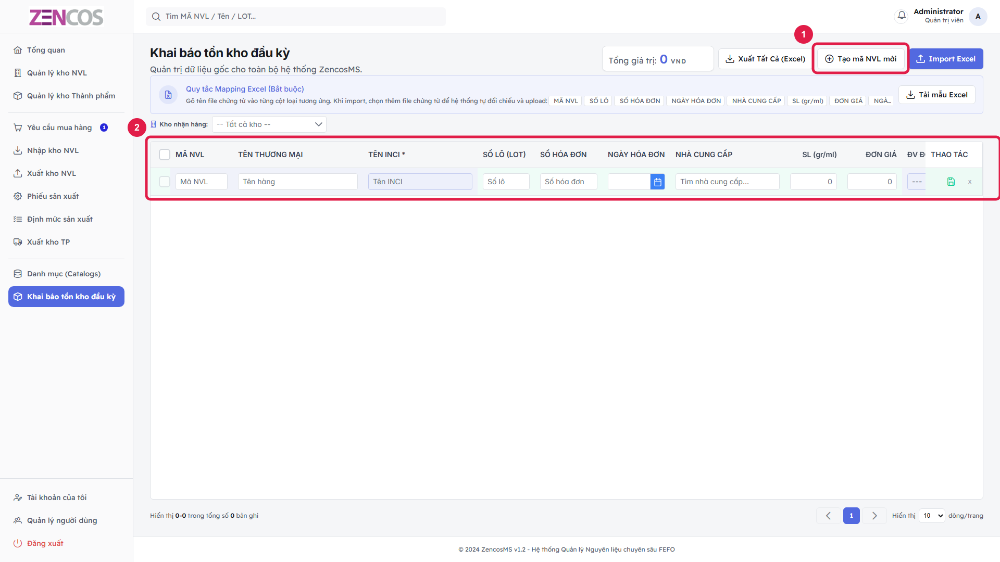 ZENCOS
Tìm MÃ NVL / Tên / LOT...
Administrator
Quản trị viên
A
Tổng quan
Quản lý kho NVL
Quản lý kho Thành phẩm
Yêu cầu mua hàng 1
Nhập kho NVL
Xuất kho NVL
Phiếu sản xuất
Định mức sản xuất
Xuất kho TP
Danh mục (Catalogs)
Khai báo tồn kho đầu kỳ
Tài khoản của tôi
Quản lý người dùng
Đăng xuất
1
Khai báo tồn kho đầu kỳ
Quản trị dữ liệu gốc cho toàn bộ hệ thống ZencosMS.
Tổng giá trị: 0 VND
Xuất Tất Cả (Excel)
Tạo mã NVL mới
Import Excel
Quy tắc Mapping Excel (Bắt buộc)
Gõ tên file chứng từ vào từng cột loại tương ứng. Khi import, chọn thêm file chứng từ để hệ thống tự đối chiếu và upload: MÃ NVL SỐ LÔ SỐ HÓA ĐƠN NGÀY HÓA ĐƠN NHÀ CUNG CẤP SL (gr/ml) ĐƠN GIÁ NGÀ...
Tải mẫu Excel
2
Kho nhận hàng: -- Tất cả kho --
MÃ NVL TÊN THƯƠNG MẠI TÊN INCI * SỐ LÔ (LOT) SỐ HÓA ĐƠN NGÀY HÓA ĐƠN NHÀ CUNG CẤP SL (gr/ml) ĐƠN GIÁ ĐV THAO TÁC
Mã NVL Tên hàng Tên INCI Số lô Số hóa đơn Tìm nhà cung cấp... 0 0 --- x
Hiển thị 0-0 trong tổng số 0 bản ghi
1
Hiển thị 10 dòng/trang
© 2024 ZencosMS v1.2 - Hệ thống Quản lý Nguyên liệu chuyên sâu FEFO